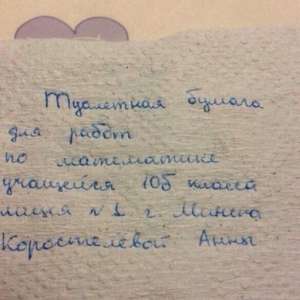 Туалетная бумага
для работ
по математике
учащейся 10б класса
лицея №1 г. Минска
Коростелёвой Анны